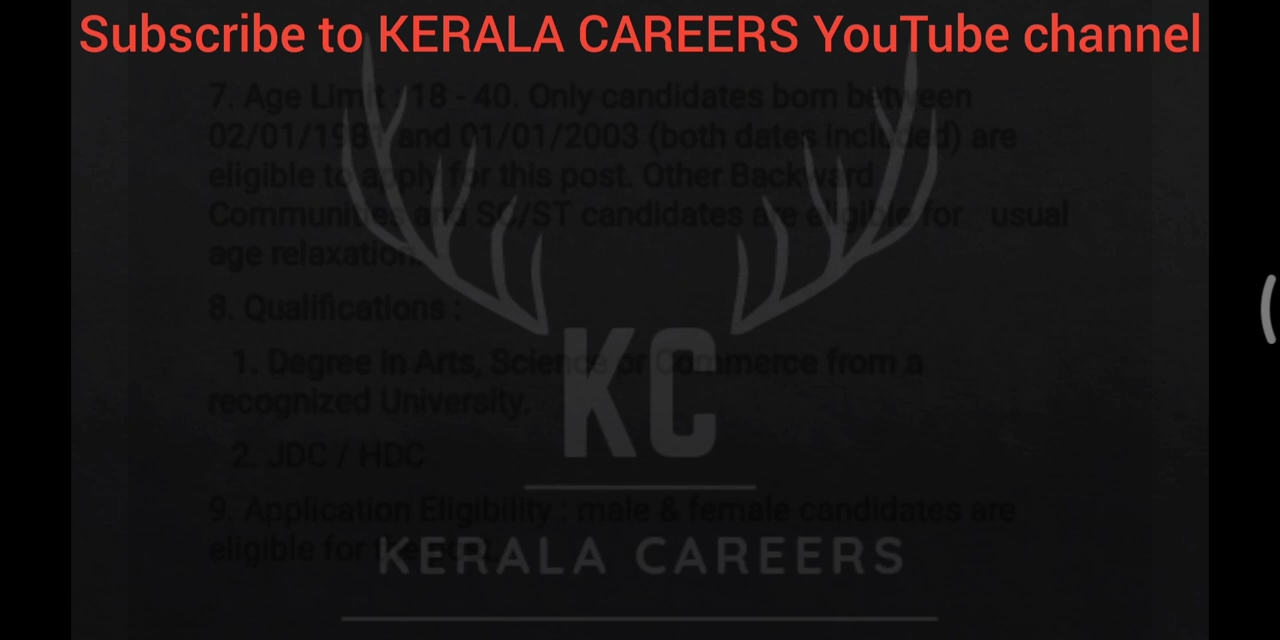 Subscribe to KERALA CAREERS YouTube channel
7. Age Limit : 18 - 40. Only candidates born between
02/01/1981 and 01/01/2003 (both dates included) are
eligible to apply for this post. Other Backward
Communities and SC/ST candidates are eligible for usual
age relaxation.
8. Qualifications :
1. Degree in Arts, Science or Commerce from a
recognized University.
2. JDC / HDC
9. Application Eligibility : male & female candidates are
eligible for
KC
KERALA CAREERS